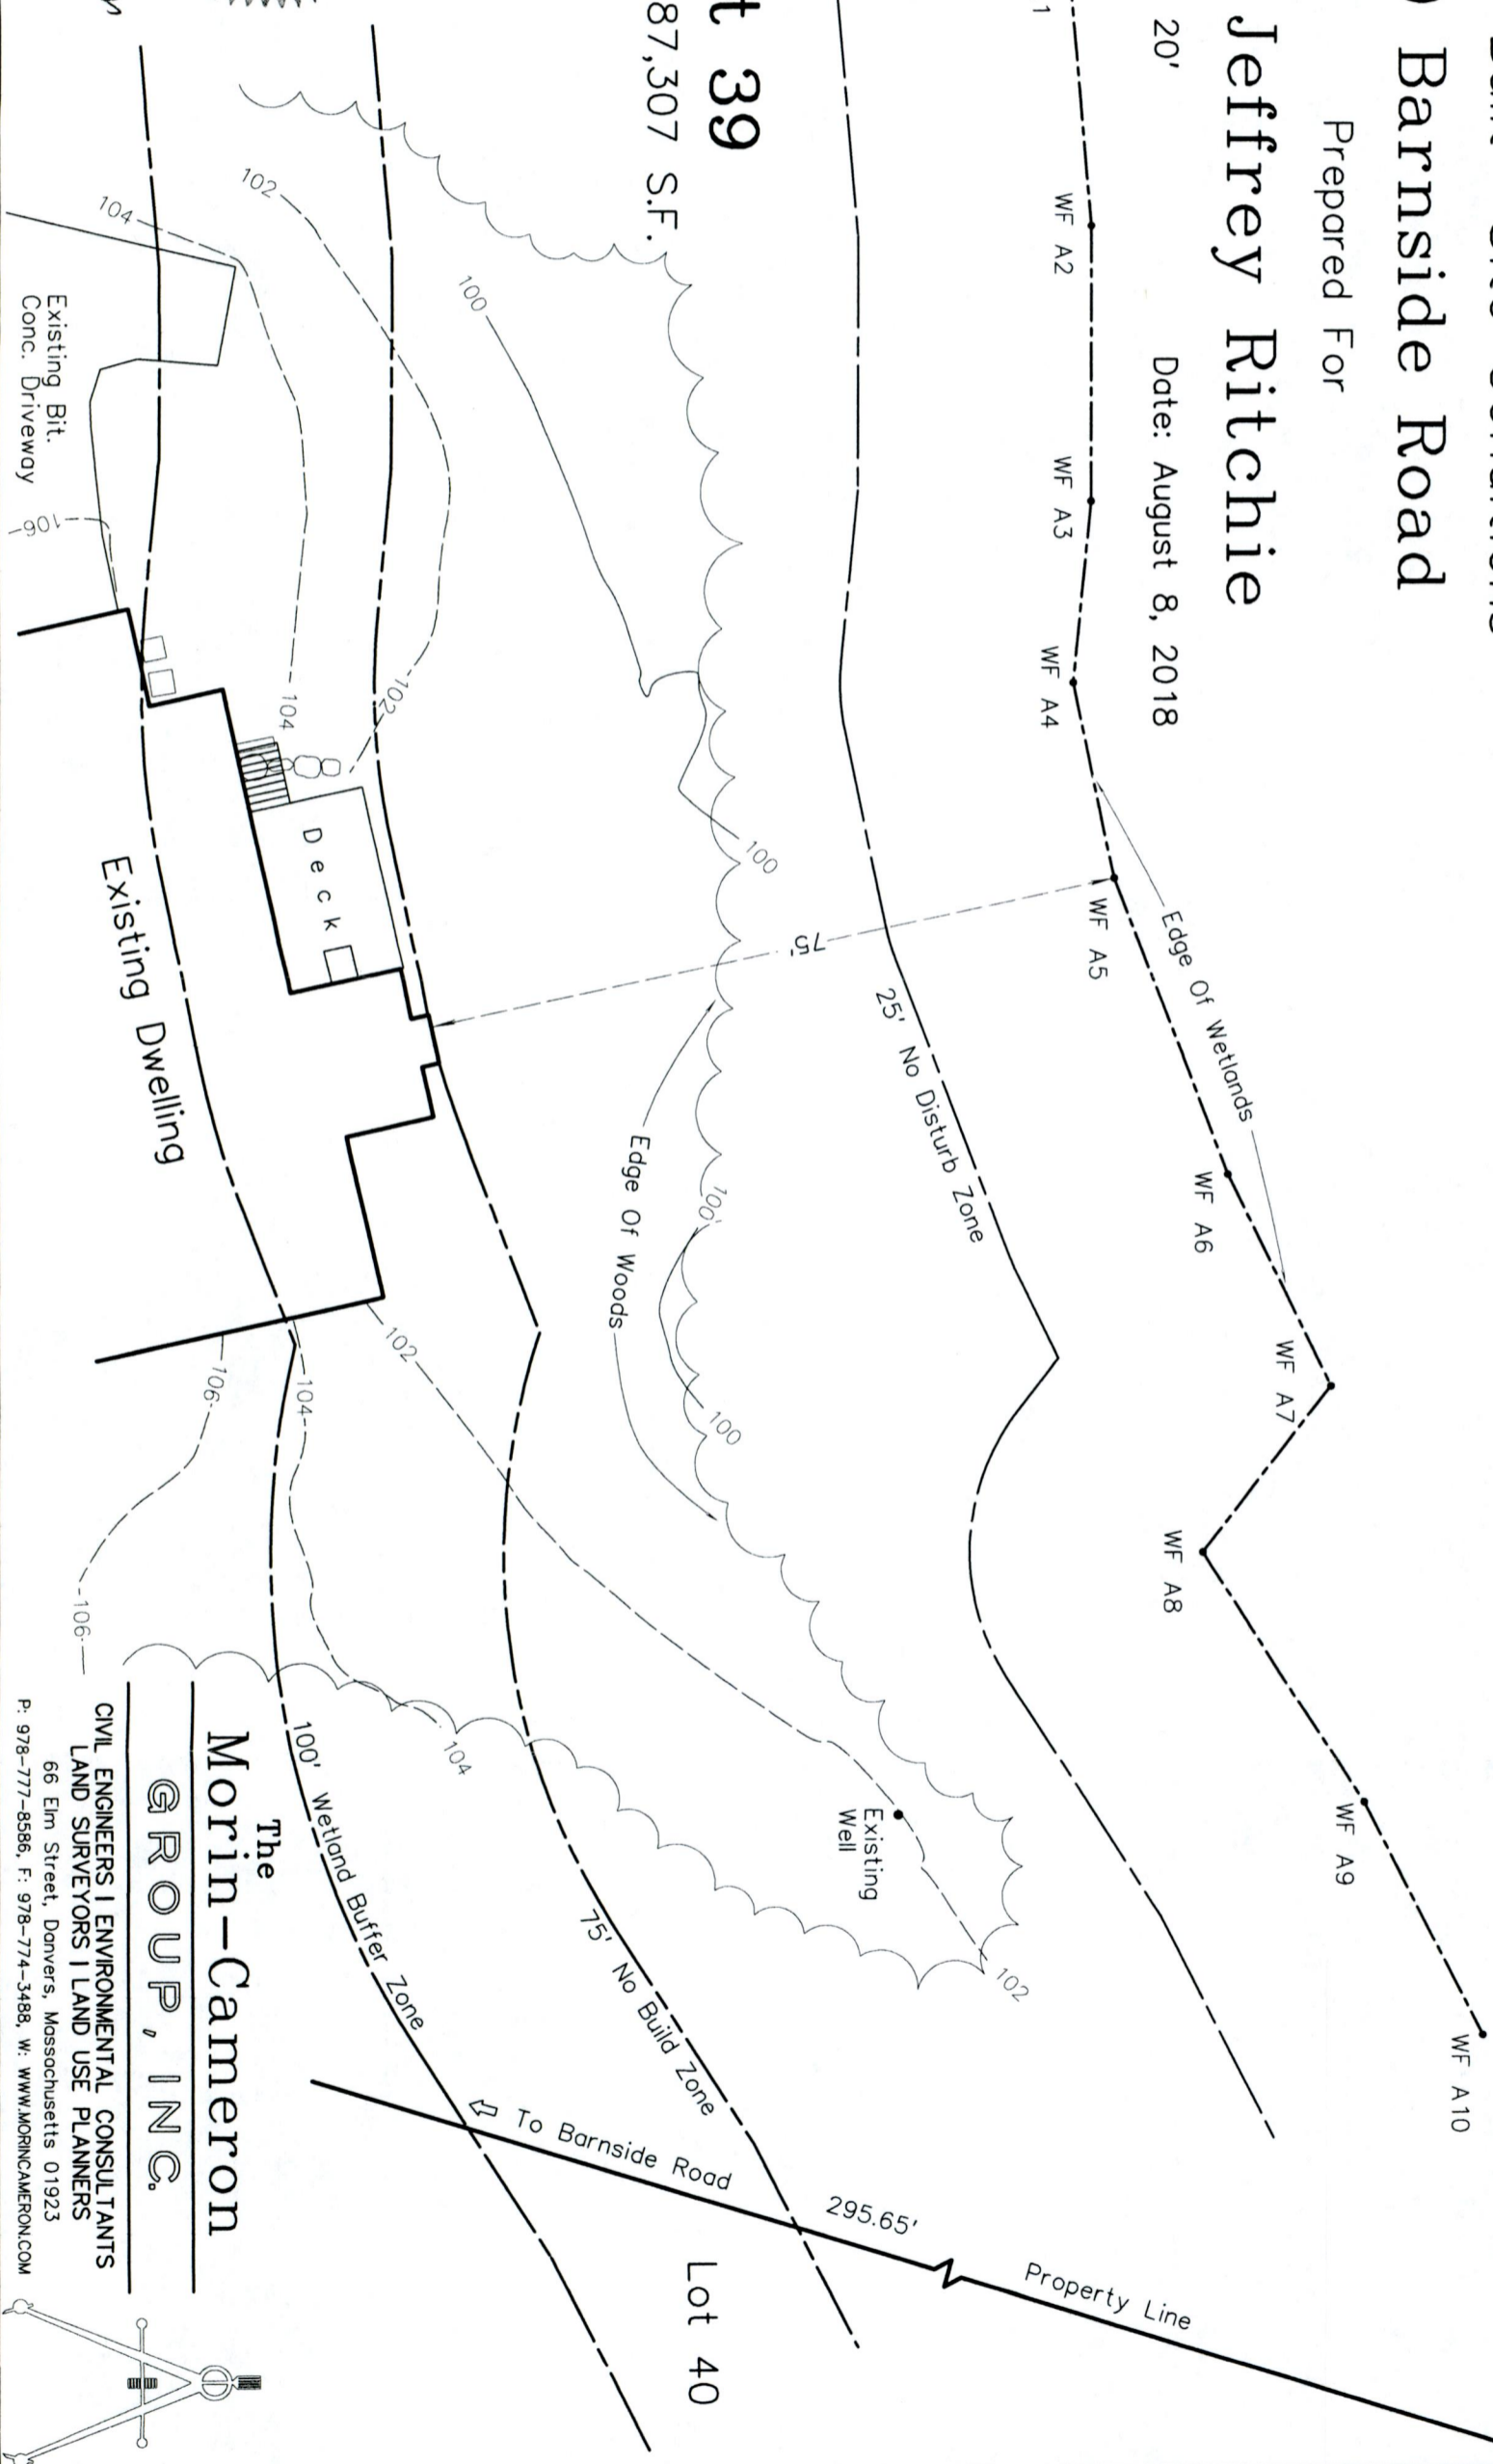 Barnside Road
Prepared For
Jeffrey Ritchie
20' Date: August 8, 2018
t 39
87,307 S.F.
1
WF A2
WF A3
WF A4
WF A5
WF A6
WF A7
WF A8
WF A9
WF A10
Edge Of Wetlands
25' No Disturb Zone
75'
100
100
100
100
Edge Of Woods
102
102
102
102
104
104
104
104
106
106
Existing Bit.
Conc. Driveway
Deck
Existing Dwelling
Existing
Well
100' Wetland Buffer Zone
75' No Build Zone
To Barnside Road
295.65'
Property Line
Lot 40
The
Morin-Cameron
GROUP, INC.
CIVIL ENGINEERS | ENVIRONMENTAL CONSULTANTS
LAND SURVEYORS | LAND USE PLANNERS
66 Elm Street, Danvers, Massachusetts 01923
P: 978-777-8586, F: 978-774-3488, W: WWW.MORINCAMERON.COM